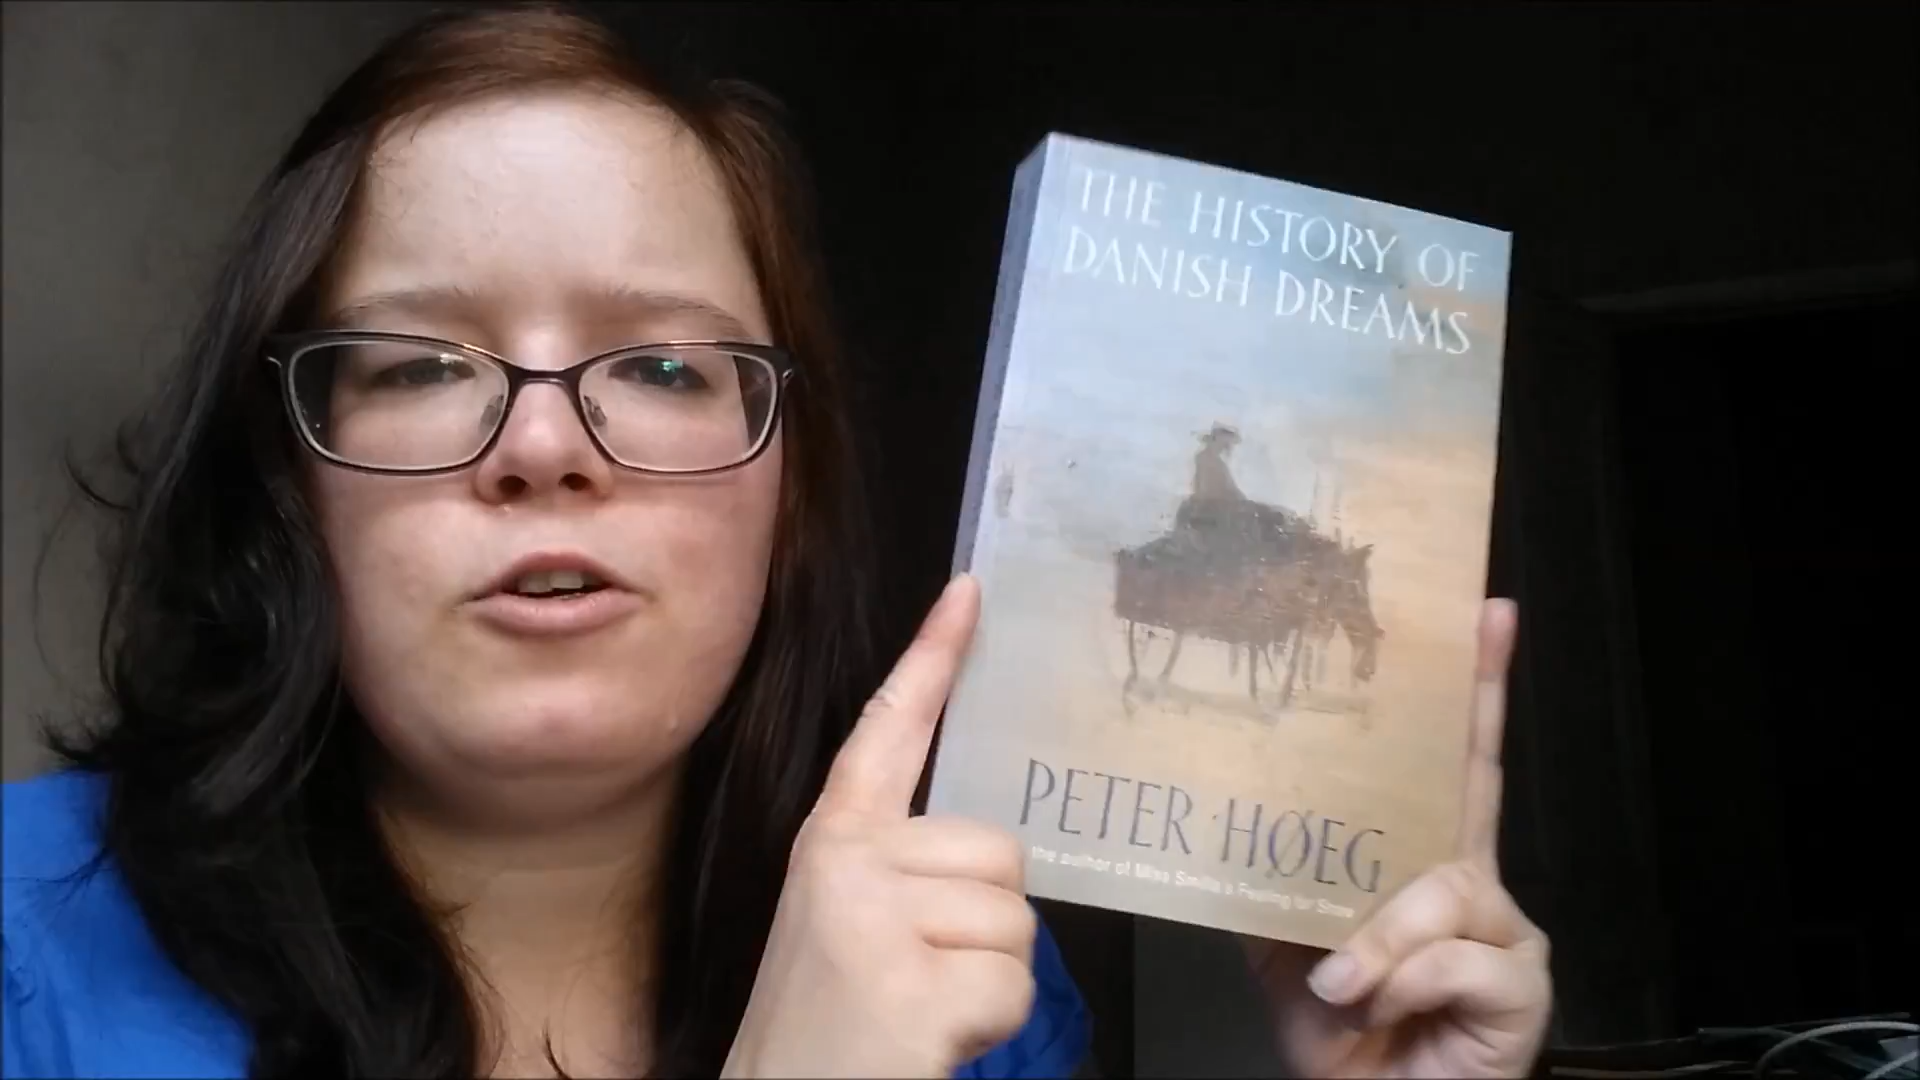 THE HISTORY OF
DANISH DREAMS
PETER HØEG
the author of Miss Smilla's Feeling for Snow